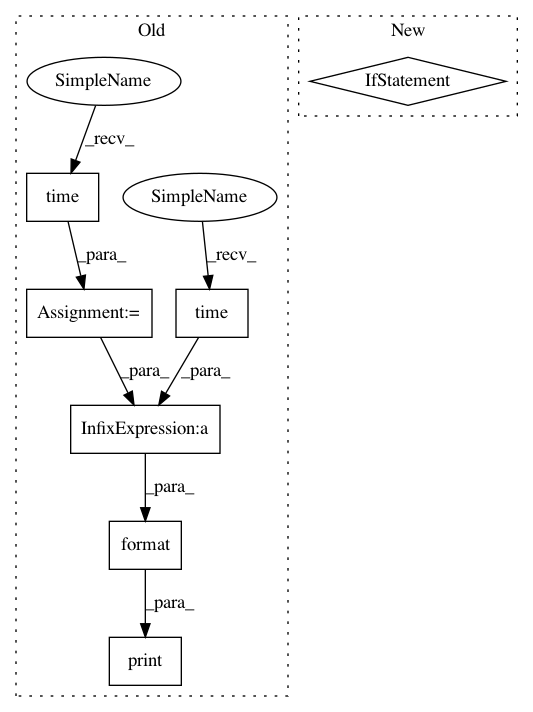 Old
New
SimpleName
IfStatement
_recv_
time
SimpleName
_para_
_recv_
Assignment:=
time
_para_
_para_
InfixExpression:a
_para_
format
_para_
print